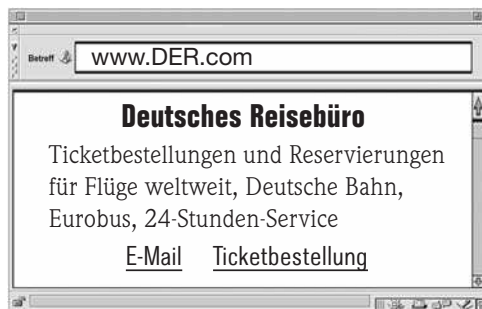 Betreff
www.DER.com
Deutsches Reisebüro
Ticketbestellungen und Reservierungen
für Flüge weltweit, Deutsche Bahn,
Eurobus, 24-Stunden-Service
E-Mail Ticketbestellung